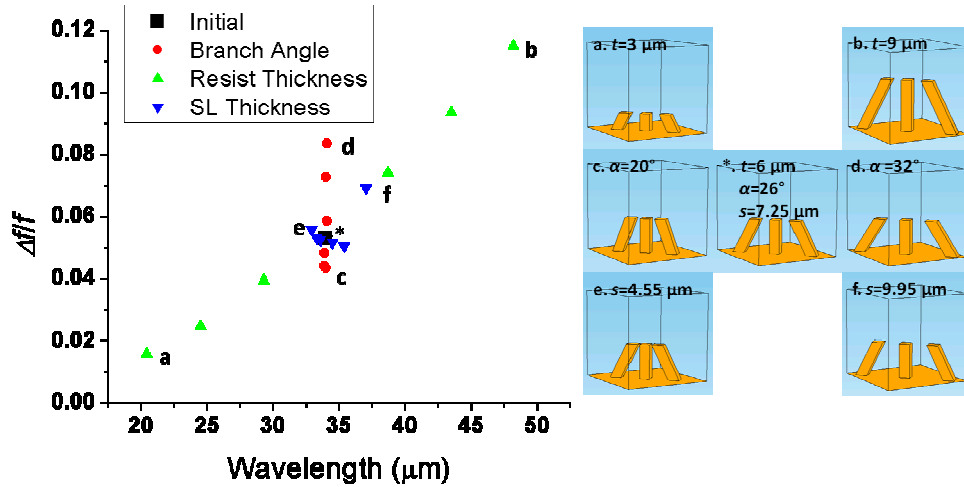 Initial
Branch Angle
Resist Thickness
SL Thickness
0.12
0.10
0.08
0.06
0.04
0.02
0.00
Δf/f
20
25
30
35
40
45
50
Wavelength (μm)
a
b
c
d
e
f
*
a. t=3 μm
b. t=9 μm
c. α=20°
*. t=6 μm
α=26°
s=7.25 μm
d. α=32°
e. s=4.55 μm
f. s=9.95 μm